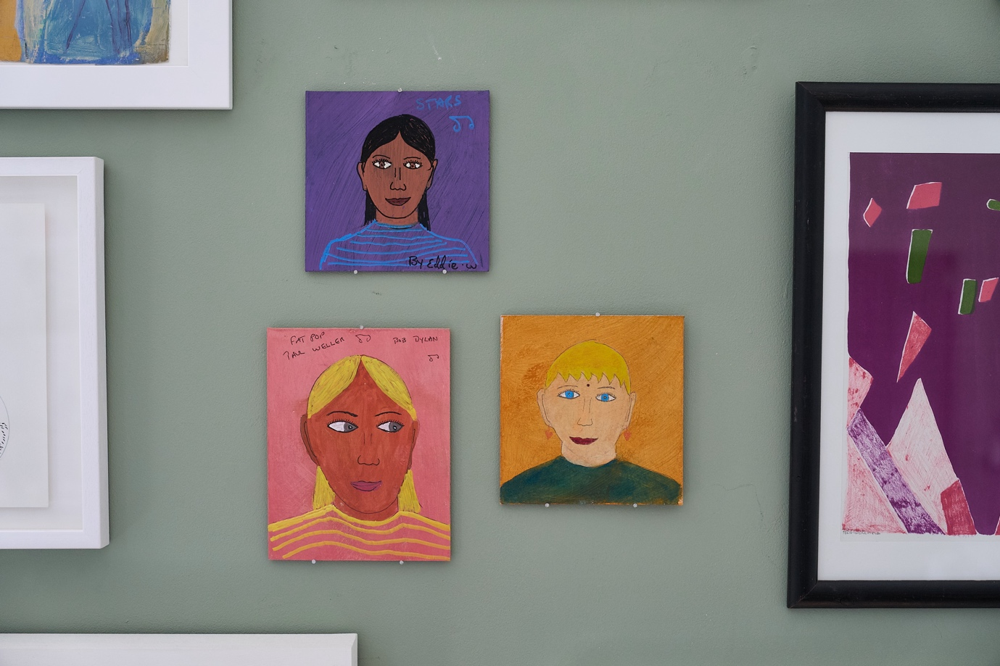 STARS
By Eddie.W
FAT POP
PAUL WELLER
BOB DYLAN